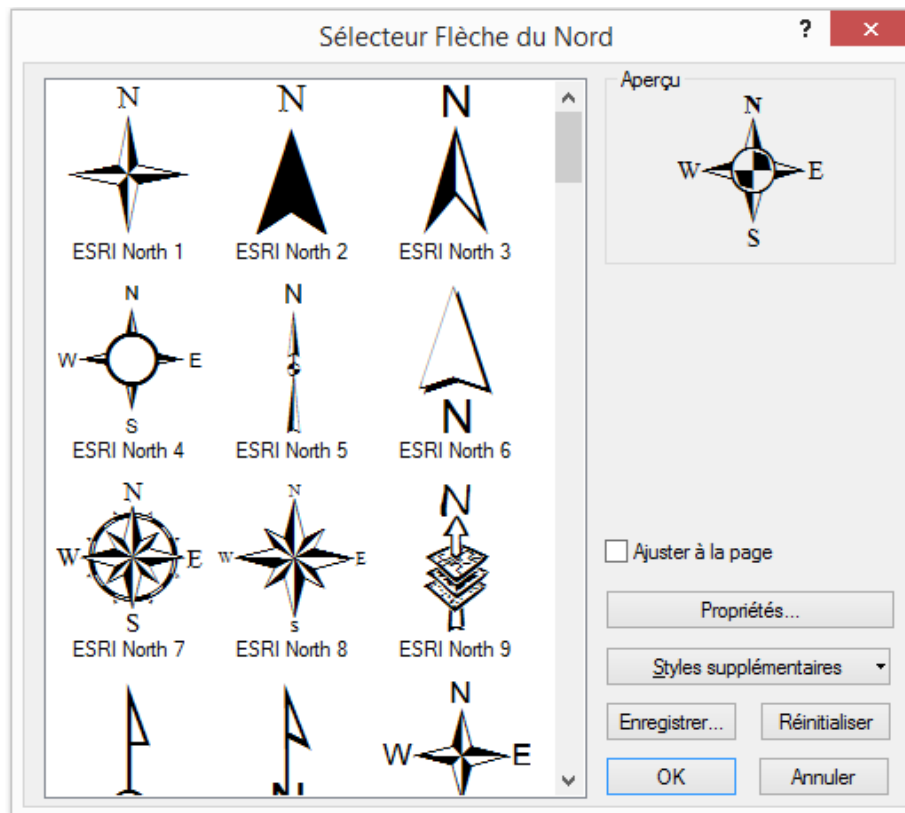 Sélecteur Flèche du Nord
?
N N N
ESRI North 1 ESRI North 2 ESRI North 3
N N
W E
S N
ESRI North 4 ESRI North 5 ESRI North 6
N N N
W E W E
S S
ESRI North 7 ESRI North 8 ESRI North 9
N
W E
Aperçu
N
W E
S
Ajuster à la page
Propriétés...
Styles supplémentaires
Enregistrer... Réinitialiser
OK Annuler